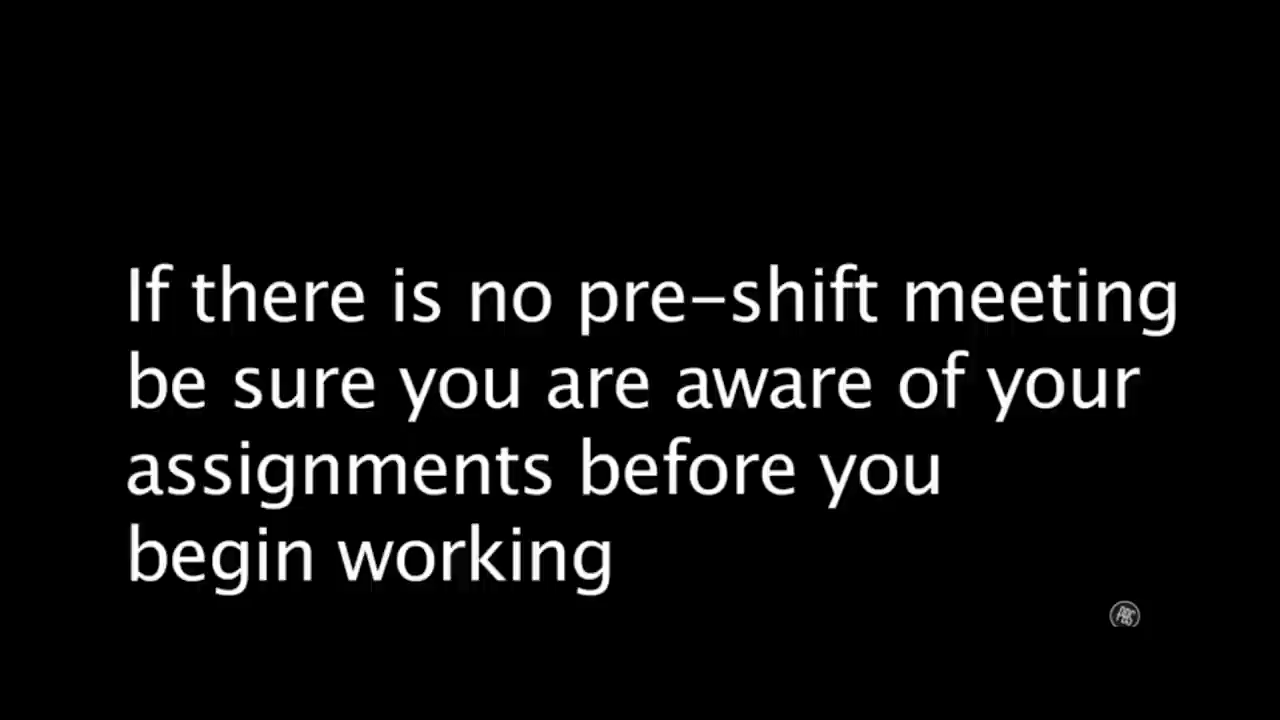 If there is no pre-shift meeting
be sure you are aware of your
assignments before you
begin working